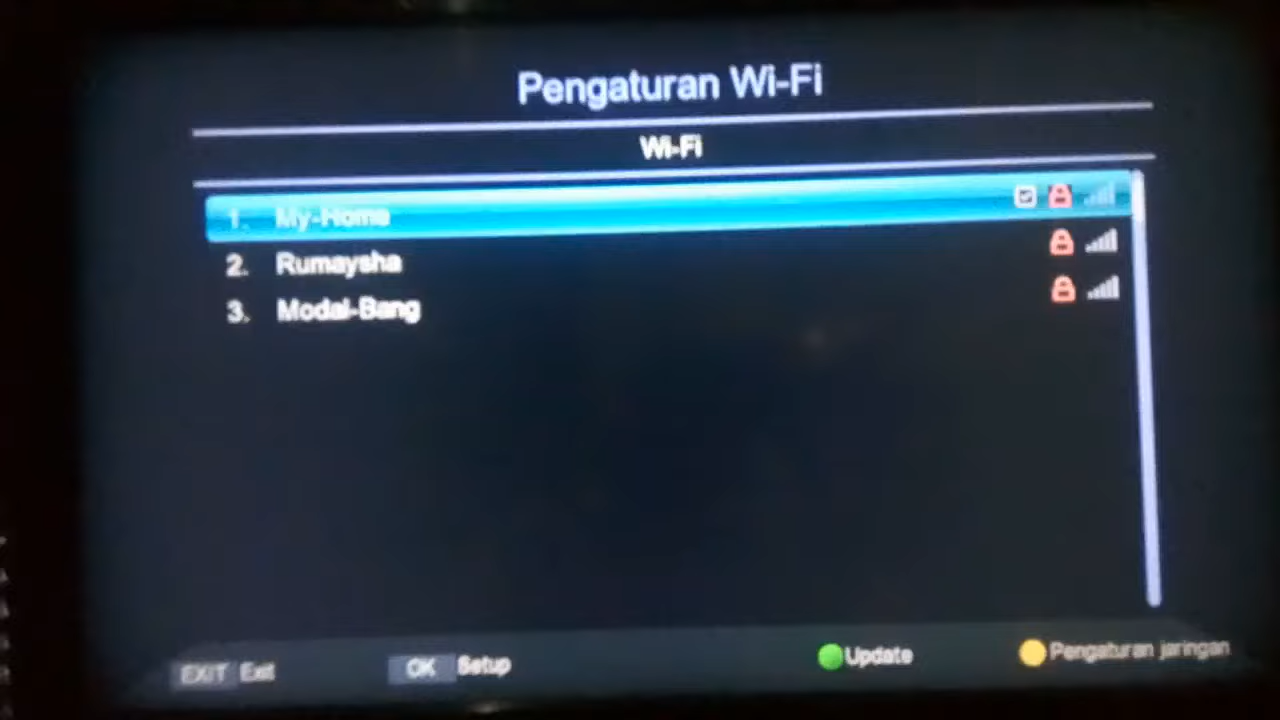 Pengaturan Wi-Fi
Wi-Fi
1. My-Home
2. Rumaysha
3. Modal-Bang
EXIT Exit OK Setup Update Pengaturan jaringan